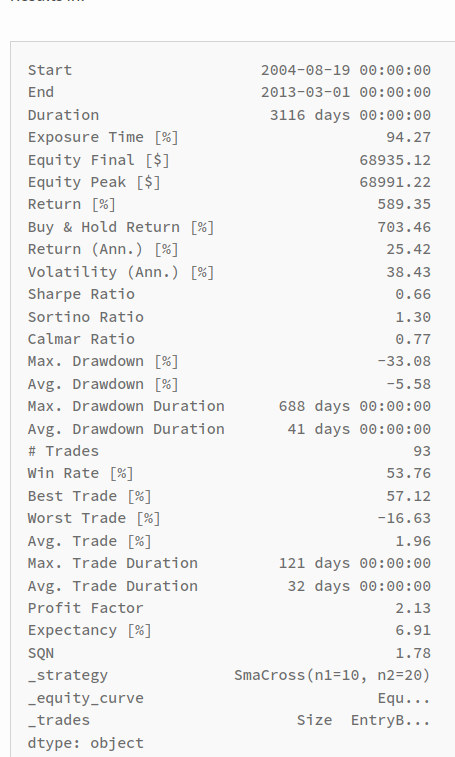 Start 2004-08-19 00:00:00
End 2013-03-01 00:00:00
Duration 3116 days 00:00:00
Exposure Time [%] 94.27
Equity Final [$] 68935.12
Equity Peak [$] 68991.22
Return [%] 589.35
Buy & Hold Return [%] 703.46
Return (Ann.) [%] 25.42
Volatility (Ann.) [%] 38.43
Sharpe Ratio 0.66
Sortino Ratio 1.30
Calmar Ratio 0.77
Max. Drawdown [%] -33.08
Avg. Drawdown [%] -5.58
Max. Drawdown Duration 688 days 00:00:00
Avg. Drawdown Duration 41 days 00:00:00
# Trades 93
Win Rate [%] 53.76
Best Trade [%] 57.12
Worst Trade [%] -16.63
Avg. Trade [%] 1.96
Max. Trade Duration 121 days 00:00:00
Avg. Trade Duration 32 days 00:00:00
Profit Factor 2.13
Expectancy [%] 6.91
SQN 1.78
_strategy SmaCross(n1=10, n2=20)
_equity_curve Equ...
_trades Size EntryB...
dtype: object